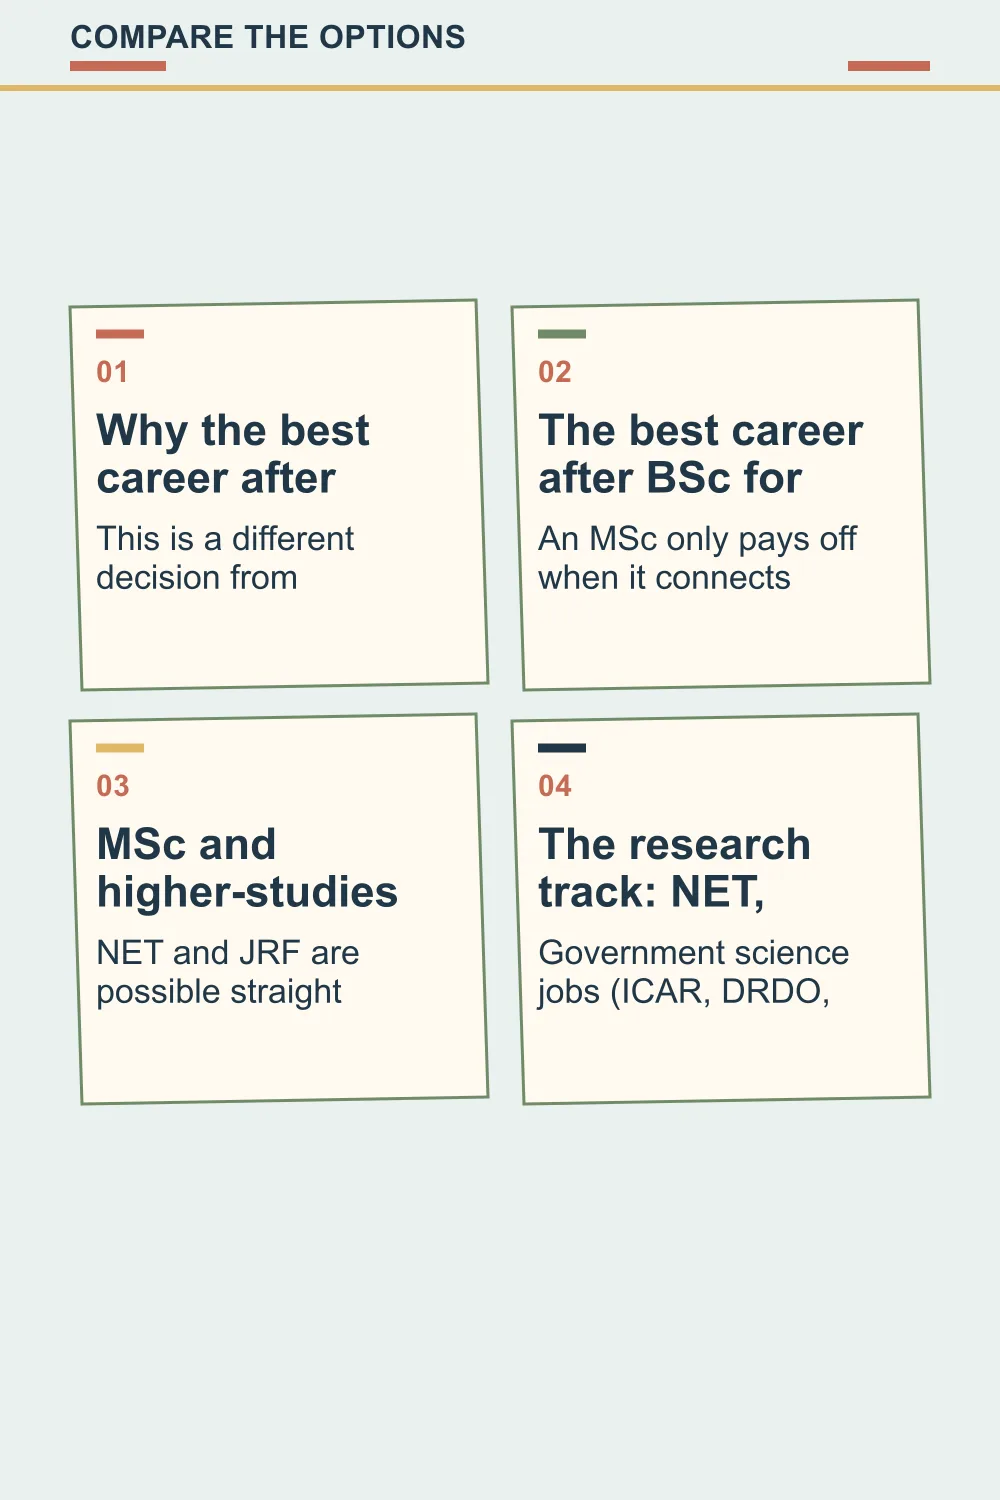 COMPARE THE OPTIONS
01
Why the best
career after
This is a different
decision from
02
The best career
after BSc for
An MSc only pays off
when it connects
03
MSc and
higher-studies
NET and JRF are
possible straight
04
The research
track: NET,
Government science
jobs (ICAR, DRDO,